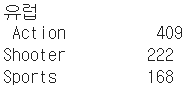 유럽
Action 409
Shooter 222
Sports 168